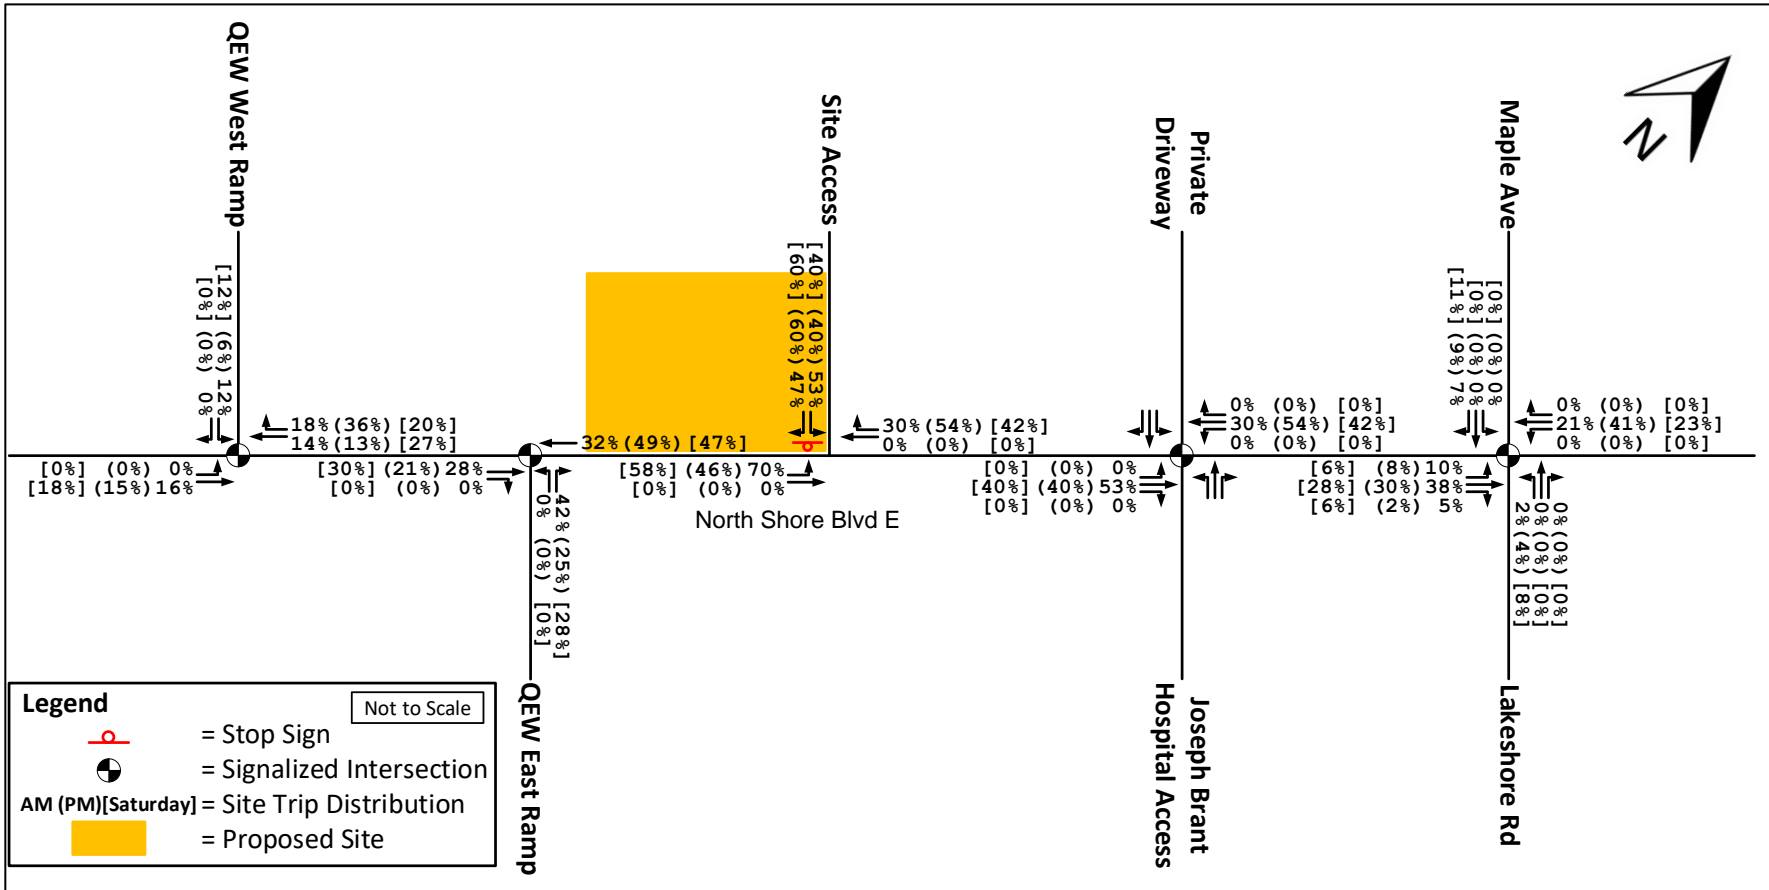 QEW West Ramp
Site Access
Private
Driveway
Maple Ave
N
[12%] (6%) 12%
[0%] (0%) 0%
[40%] (40%) 53%
[60%] (60%) 47%
[0%] (0%) 0%
[0%] (0%) 0%
[11%] (9%) 7%
18% (36%) [20%]
14% (13%) [27%]
32% (49%) [47%]
30% (54%) [42%]
0% (0%) [0%]
0% (0%) [0%]
30% (54%) [42%]
0% (0%) [0%]
0% (0%) [0%]
21% (41%) [23%]
0% (0%) [0%]
[0%] (0%) 0%
[18%] (15%) 16%
[30%] (21%) 28%
[0%] (0%) 0%
[58%] (46%) 70%
[0%] (0%) 0%
[0%] (0%) 0%
[40%] (40%) 53%
[0%] (0%) 0%
[6%] (8%) 10%
[28%] (30%) 38%
[6%] (2%) 5%
North Shore Blvd E
42% (25%) [28%]
0% (0%) [0%]
0% (0%) [0%]
0% (0%) [0%]
2% (4%) [8%]
QEW East Ramp
Joseph Brant
Hospital Access
Lakeshore Rd
Legend
Not to Scale
= Stop Sign
= Signalized Intersection
AM (PM)[Saturday] = Site Trip Distribution
= Proposed Site